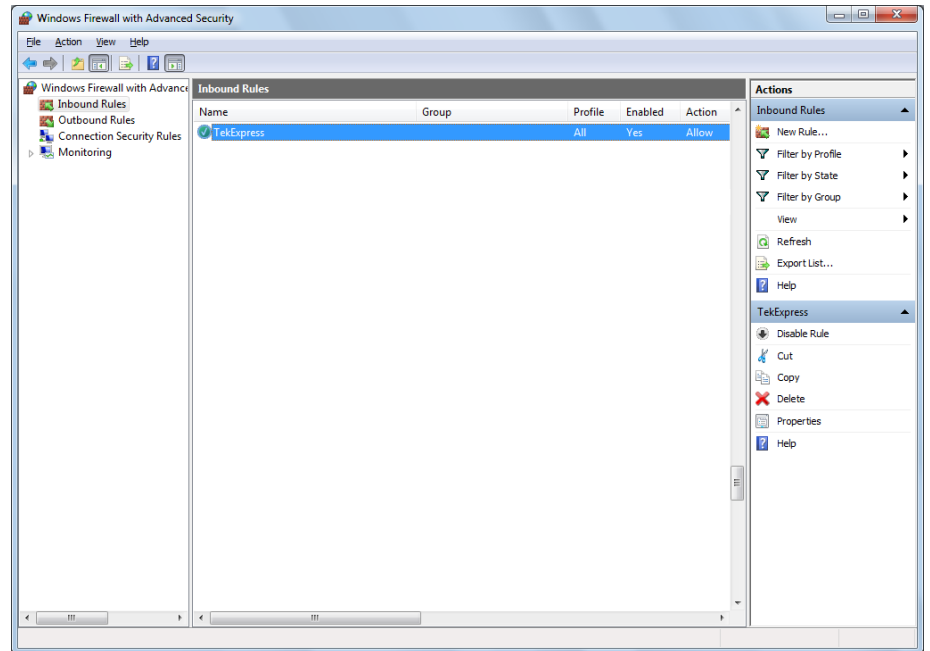 Windows Firewall with Advanced Security
File Action View Help
Windows Firewall with Advance
Inbound Rules
Outbound Rules
Connection Security Rules
Monitoring
Inbound Rules
Name Group Profile Enabled Action
TekExpress All Yes Allow
Actions
Inbound Rules
New Rule...
Filter by Profile
Filter by State
Filter by Group
View
Refresh
Export List...
Help
TekExpress
Disable Rule
Cut
Copy
Delete
Properties
Help